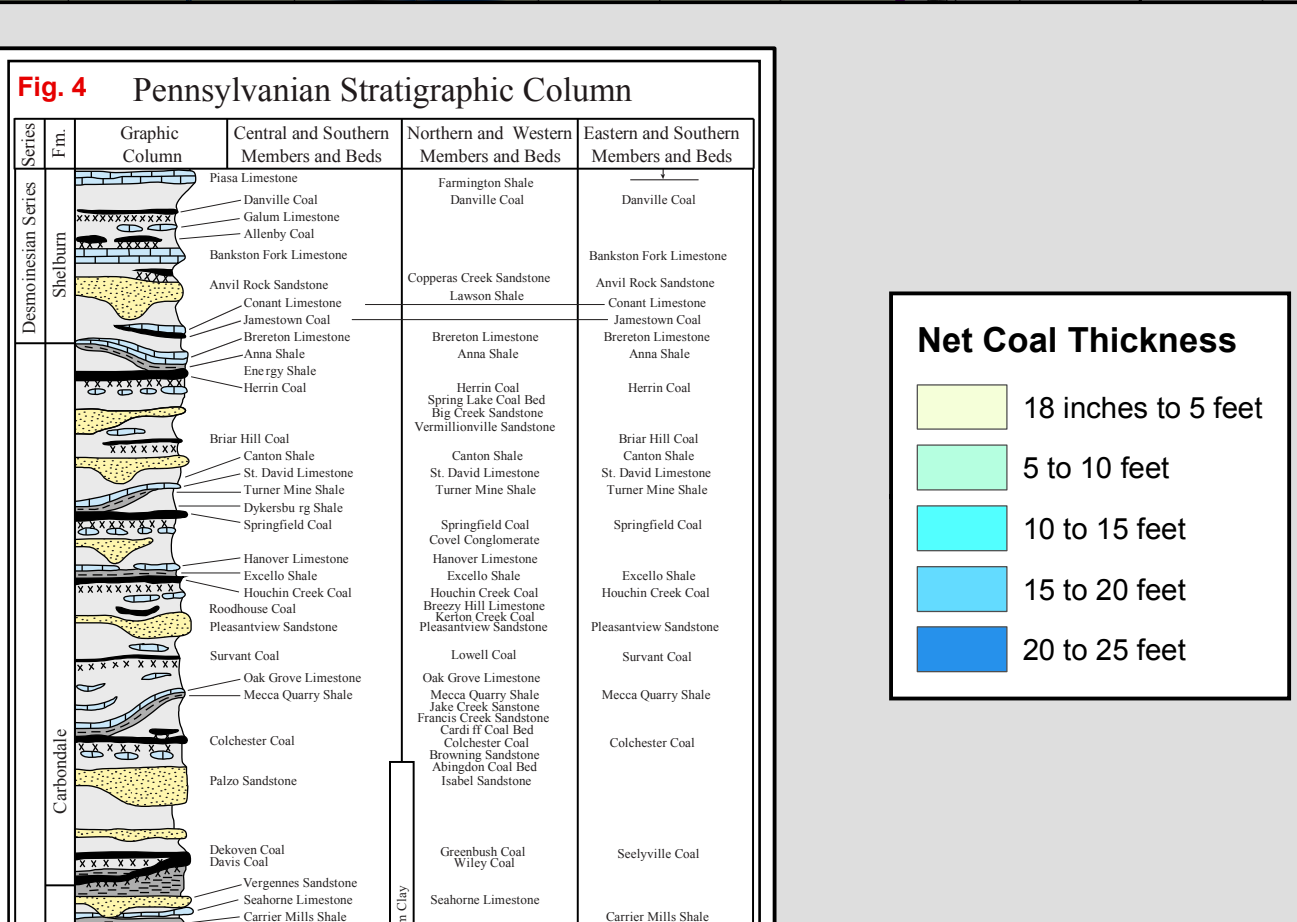 Fig. 4 Pennsylvanian Stratigraphic Column
Series
Fm.
Graphic
Column
Central and Southern
Members and Beds
Northern and Western
Members and Beds
Eastern and Southern
Members and Beds
Desmoinesian Series
Shelburn
Carbondale
Piasa Limestone
Danville Coal
Galum Limestone
Allenby Coal
Bankston Fork Limestone
Anvil Rock Sandstone
Conant Limestone
Jamestown Coal
Brereton Limestone
Anna Shale
Energy Shale
Herrin Coal
Briar Hill Coal
Canton Shale
St. David Limestone
Turner Mine Shale
Dykersbu rg Shale
Springfield Coal
Hanover Limestone
Excello Shale
Houchin Creek Coal
Roodhouse Coal
Pleasantview Sandstone
Survant Coal
Oak Grove Limestone
Mecca Quarry Shale
Colchester Coal
Palzo Sandstone
Dekoven Coal
Davis Coal
Vergennes Sandstone
Seahorne Limestone
Carrier Mills Shale
Farmington Shale
Danville Coal
Copperas Creek Sandstone
Lawson Shale
Brereton Limestone
Anna Shale
Herrin Coal
Spring Lake Coal Bed
Big Creek Sandstone
Vermillionville Sandstone
Canton Shale
St. David Limestone
Turner Mine Shale
Springfield Coal
Covel Conglomerate
Hanover Limestone
Excello Shale
Houchin Creek Coal
Breezy Hill Limestone
Kerton Creek Coal
Pleasantview Sandstone
Lowell Coal
Oak Grove Limestone
Mecca Quarry Shale
Jake Creek Sanstone
Francis Creek Sandstone
Cardi ff Coal Bed
Colchester Coal
Browning Sandstone
Abingdon Coal Bed
Isabel Sandstone
Greenbush Coal
Wiley Coal
Seahorne Limestone
m Clay
Danville Coal
Bankston Fork Limestone
Anvil Rock Sandstone
Conant Limestone
Jamestown Coal
Brereton Limestone
Anna Shale
Herrin Coal
Briar Hill Coal
Canton Shale
St. David Limestone
Turner Mine Shale
Springfield Coal
Excello Shale
Houchin Creek Coal
Pleasantview Sandstone
Survant Coal
Mecca Quarry Shale
Colchester Coal
Seelyville Coal
Carrier Mills Shale
Net Coal Thickness
18 inches to 5 feet
5 to 10 feet
10 to 15 feet
15 to 20 feet
20 to 25 feet